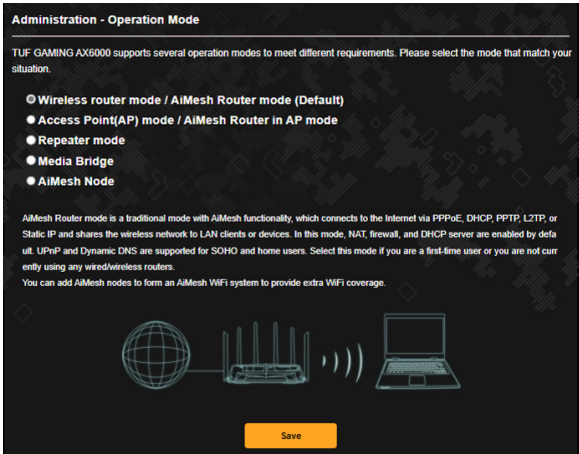 Administration - Operation Mode
TUF GAMING AX6000 supports several operation modes to meet different requirements. Please select the mode that match your
situation.
Wireless router mode / AiMesh Router mode (Default)
Access Point(AP) mode / AiMesh Router in AP mode
Repeater mode
Media Bridge
AiMesh Node
AiMesh Router mode is a traditional mode with AiMesh functionality, which connects to the Internet via PPPoE, DHCP, PPTP, L2TP, or
Static IP and shares the wireless network to LAN clients or devices. In this mode, NAT, firewall, and DHCP server are enabled by defa
ult. UPnP and Dynamic DNS are supported for SOHO and home users. Select this mode if you are a first-time user or you are not curr
ently using any wired/wireless routers.
You can add AiMesh nodes to form an AiMesh WiFi system to provide extra WiFi coverage.
Save